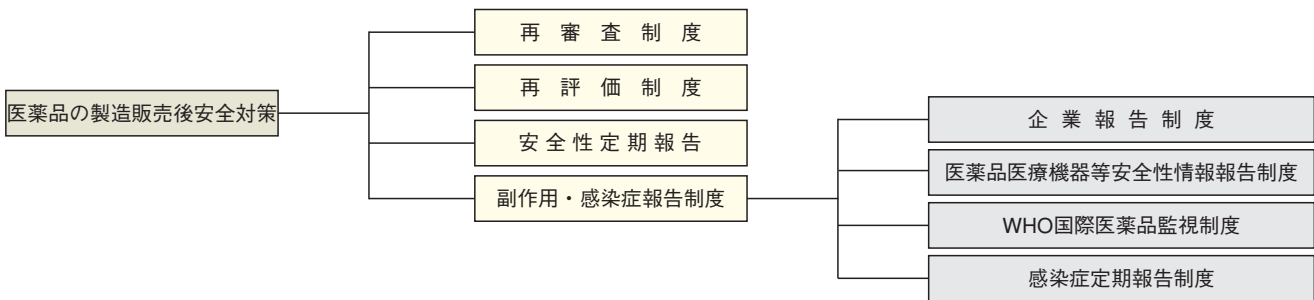 医薬品の製造販売後安全対策
再審査制度
再評価制度
安全性定期報告
副作用・感染症報告制度
企業報告制度
医薬品医療機器等安全性情報報告制度
WHO国際医薬品監視制度
感染症定期報告制度